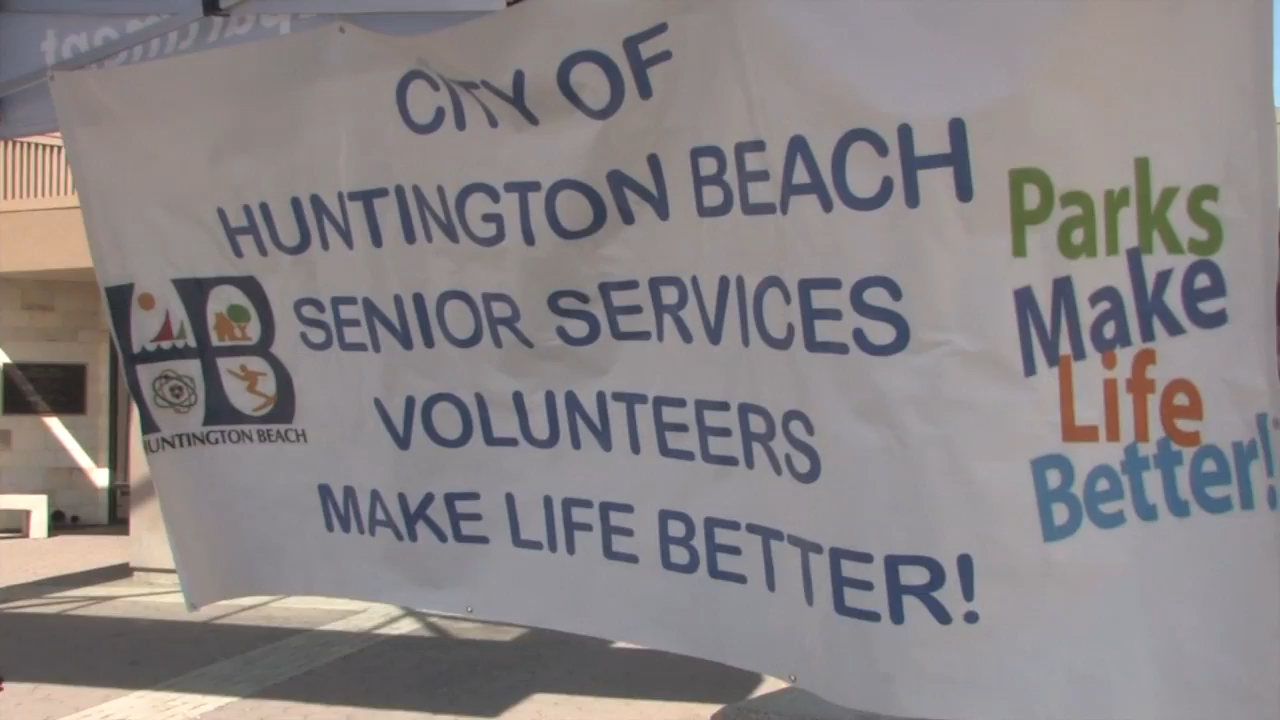 CITY OF
HUNTINGTON BEACH
SENIOR SERVICES
VOLUNTEERS
MAKE LIFE BETTER!
HB
HUNTINGTON BEACH
Parks
Make
Life
Better!